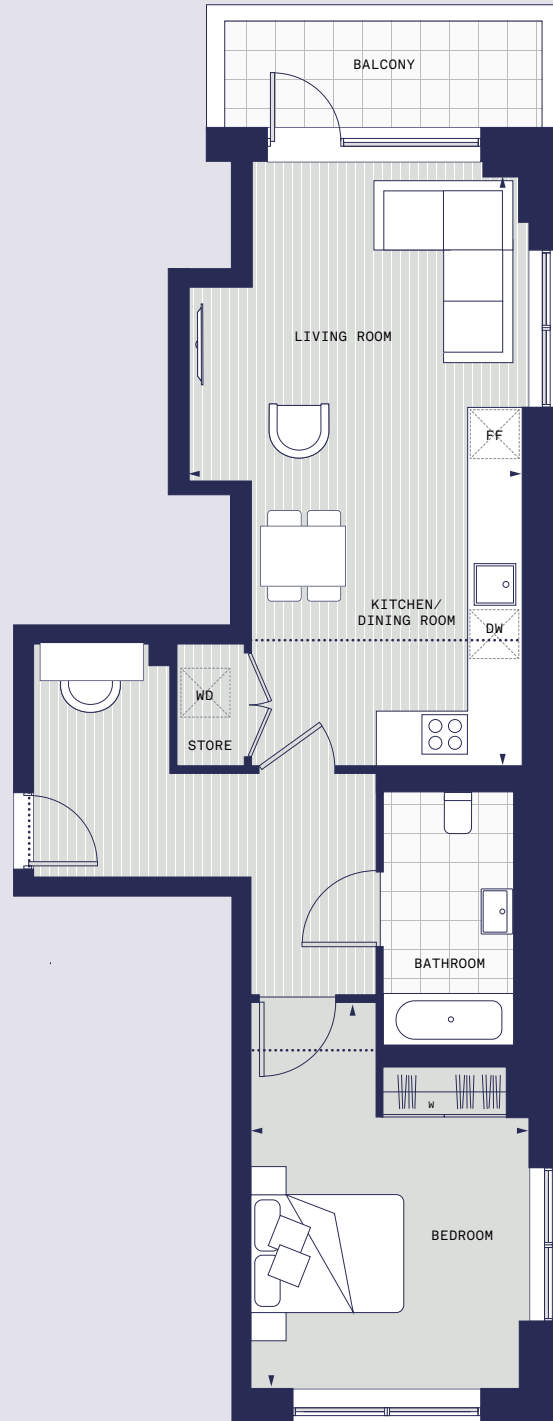 BALCONY
LIVING ROOM
FF
KITCHEN/
DINING ROOM
DW
WD
STORE
BATHROOM
W
BEDROOM